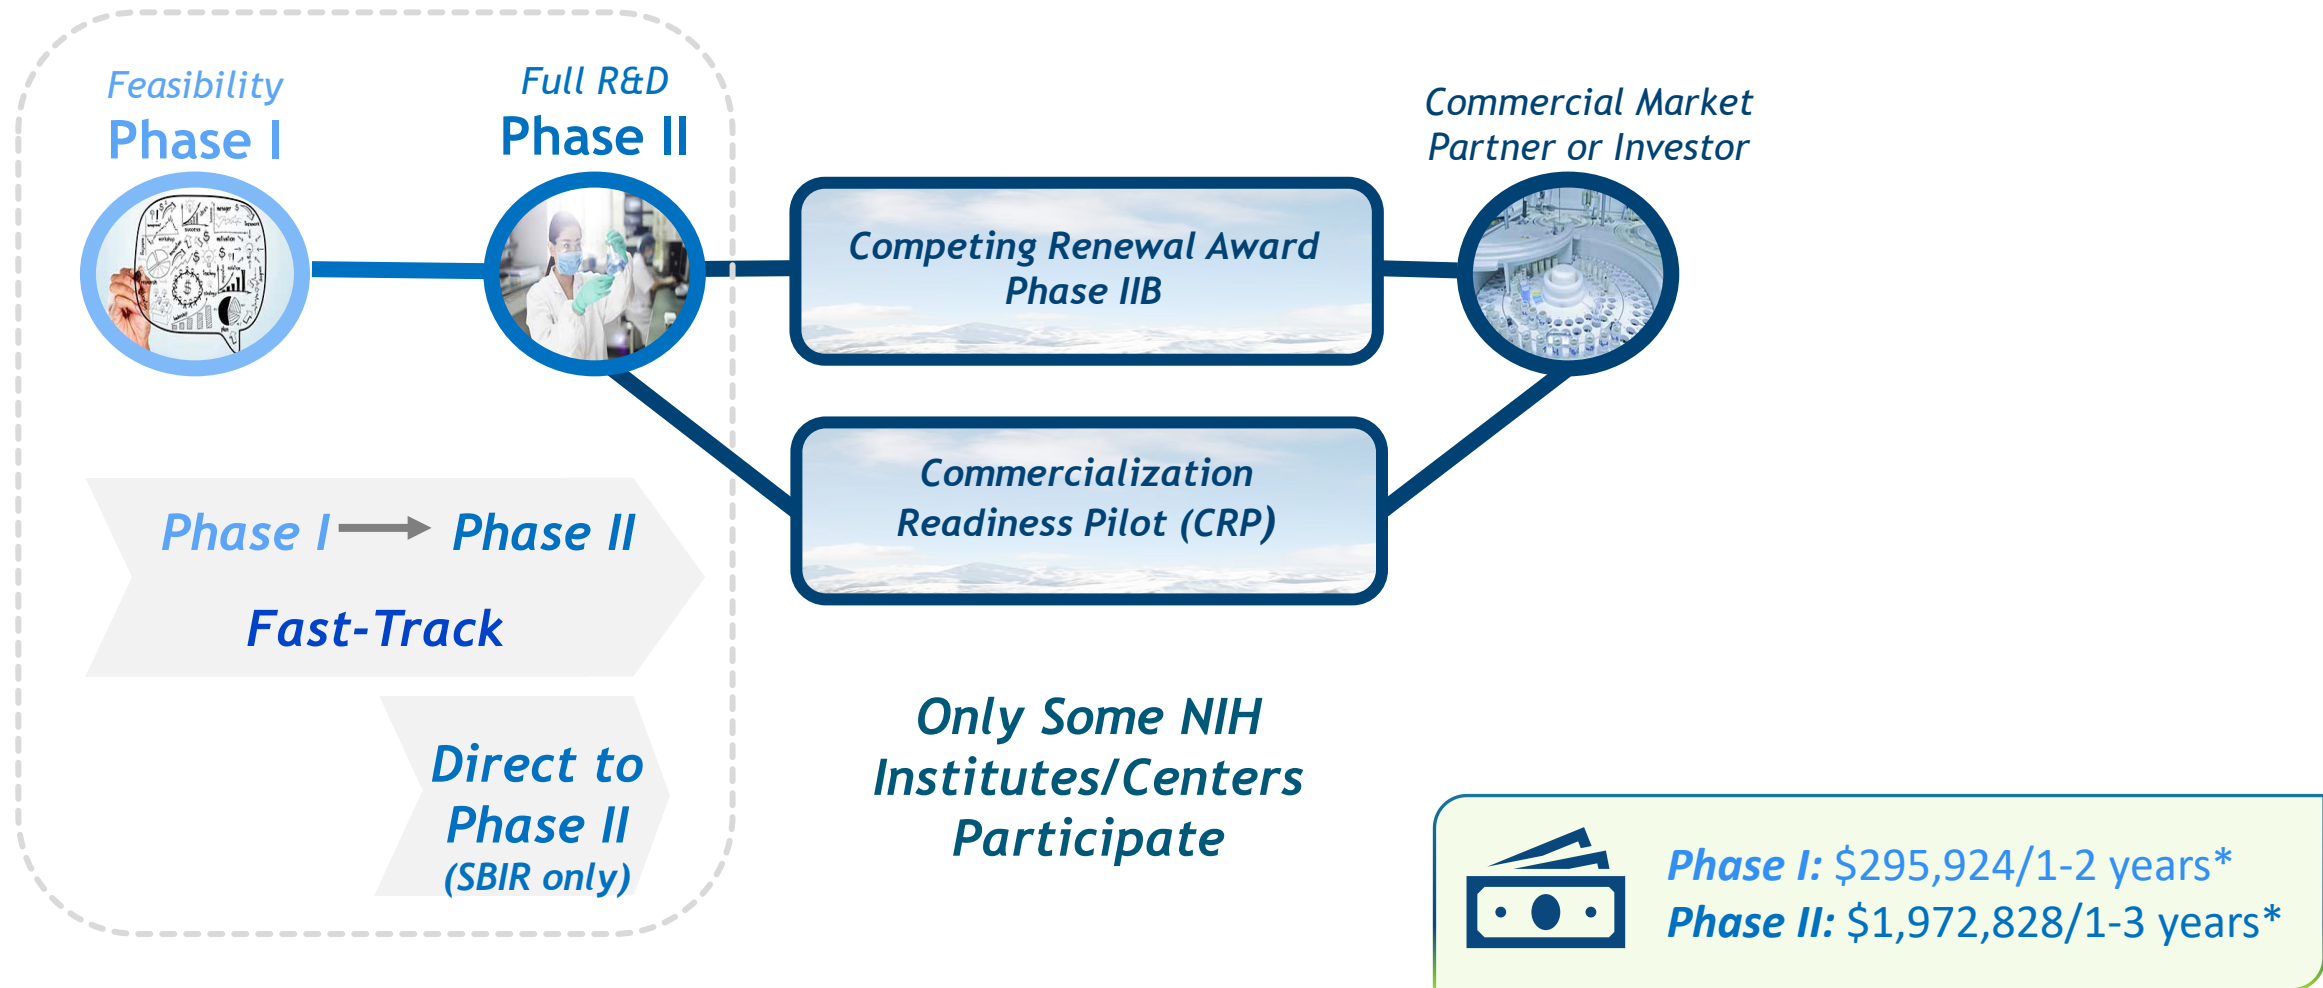 Feasibility
Phase I
Full R&D
Phase II
Commercial Market
Partner or Investor
Competing Renewal Award
Phase IIB
Commercialization
Readiness Pilot (CRP)
Phase I
Phase II
Fast-Track
Direct to
Phase II
(SBIR only)
Only Some NIH
Institutes/Centers
Participate
Phase I: $295,924/1-2 years*
Phase II: $1,972,828/1-3 years*